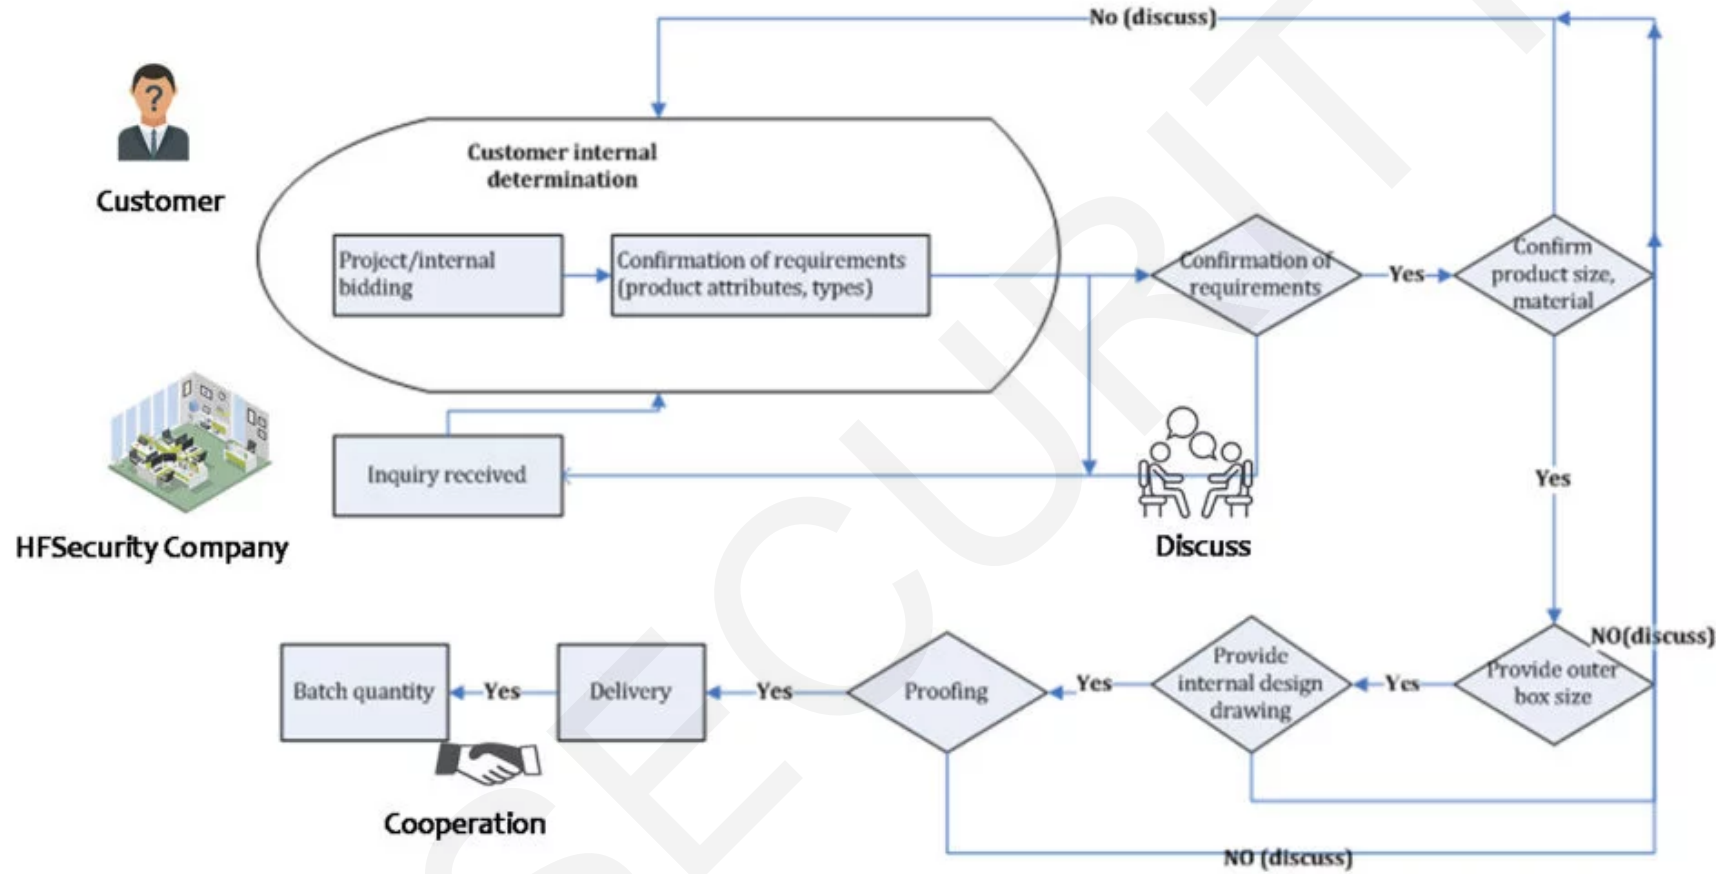 No (discuss)
?
Customer
Customer internal
determination
Project/internal
bidding
Confirmation of requirements
(product attributes, types)
Confirmation of
requirements
Yes
Confirm
product size,
material
HFSecurity Company
Inquiry received
Discuss
Yes
NO(discuss)
Batch quantity
Yes
Delivery
Yes
Proofing
Yes
Provide
internal design
drawing
Yes
Provide outer
box size
Cooperation
NO (discuss)
SECURIT